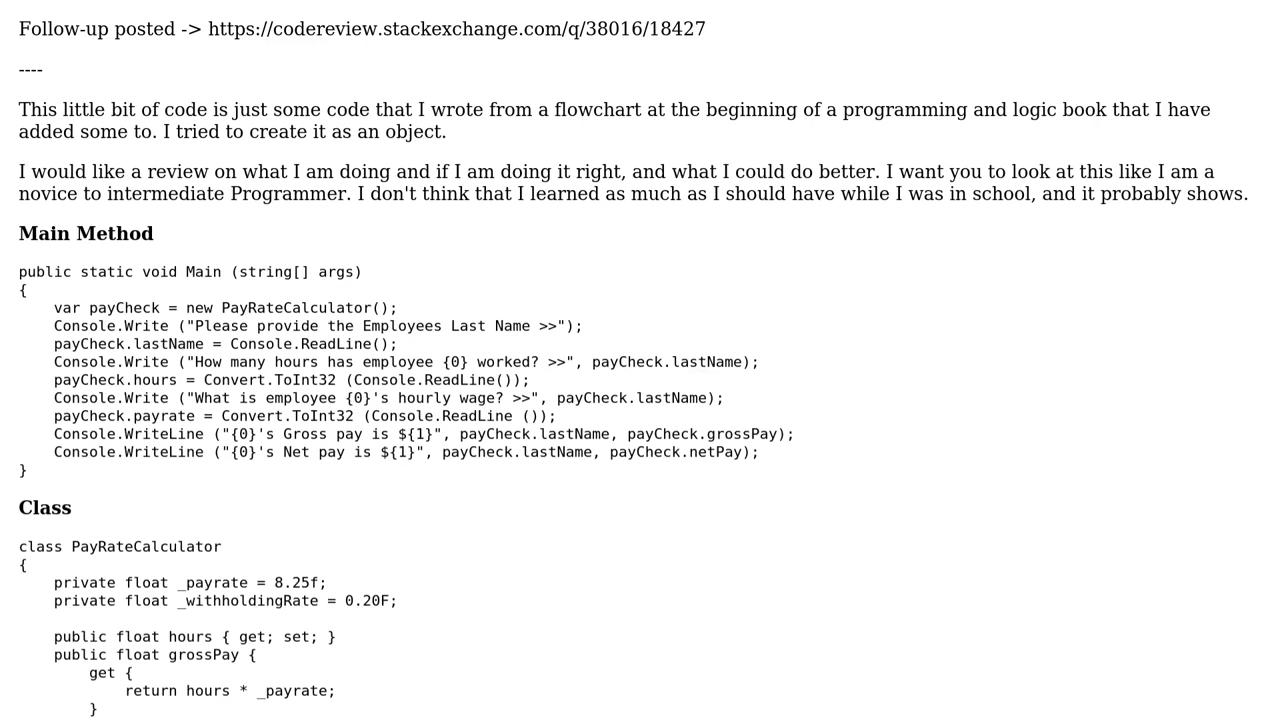 Follow-up posted -> https://codereview.stackexchange.com/q/38016/18427
----
This little bit of code is just some code that I wrote from a flowchart at the beginning of a programming and logic book that I have
added some to. I tried to create it as an object.
I would like a review on what I am doing and if I am doing it right, and what I could do better. I want you to look at this like I am a
novice to intermediate Programmer. I don't think that I learned as much as I should have while I was in school, and it probably shows.
Main Method
public static void Main (string[] args)
{
    var payCheck = new PayRateCalculator();
    Console.Write ("Please provide the Employees Last Name >>");
    payCheck.lastName = Console.ReadLine();
    Console.Write ("How many hours has employee {0} worked? >>", payCheck.lastName);
    payCheck.hours = Convert.ToInt32 (Console.ReadLine());
    Console.Write ("What is employee {0}'s hourly wage? >>", payCheck.lastName);
    payCheck.payrate = Convert.ToInt32 (Console.ReadLine ());
    Console.WriteLine ("{0}'s Gross pay is ${1}", payCheck.lastName, payCheck.grossPay);
    Console.WriteLine ("{0}'s Net pay is ${1}", payCheck.lastName, payCheck.netPay);
}
Class
class PayRateCalculator
{
    private float _payrate = 8.25f;
    private float _withholdingRate = 0.20F;
    public float hours { get; set; }
    public float grossPay {
        get {
            return hours * _payrate;
        }